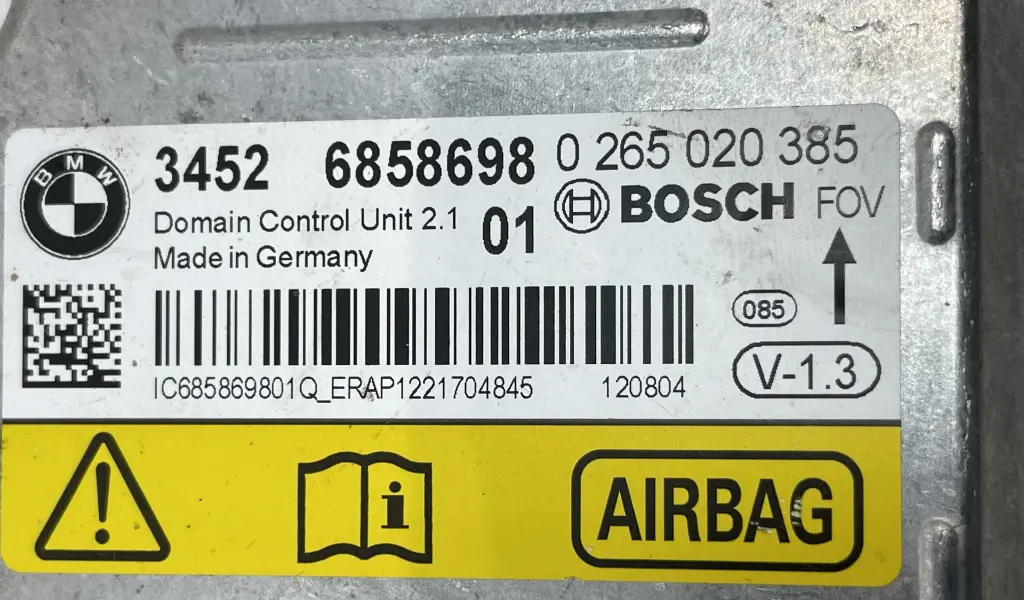 BMW
3452 6858698 0 265 020 385
Domain Control Unit 2.1 01 BOSCH FOV
Made in Germany
085
V-1.3
IC685869801Q_ERAP1221704845 120804
! i AIRBAG